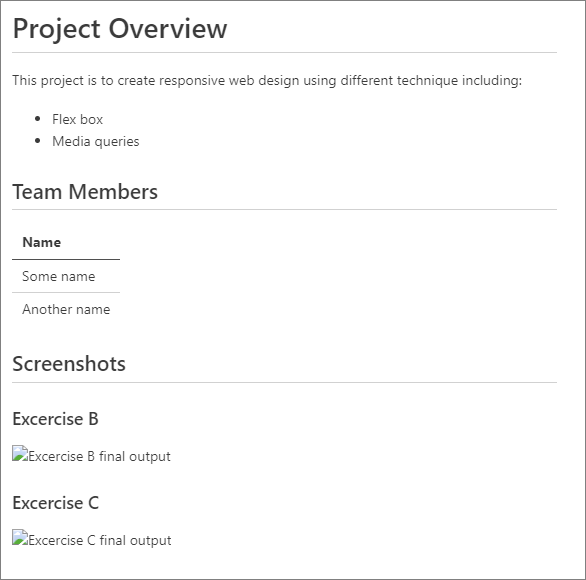 Project Overview
This project is to create responsive web design using different technique including:
Flex box
Media queries
Team Members
Name
Some name
Another name
Screenshots
Excercise B
Excercise B final output
Excercise C
Excercise C final output